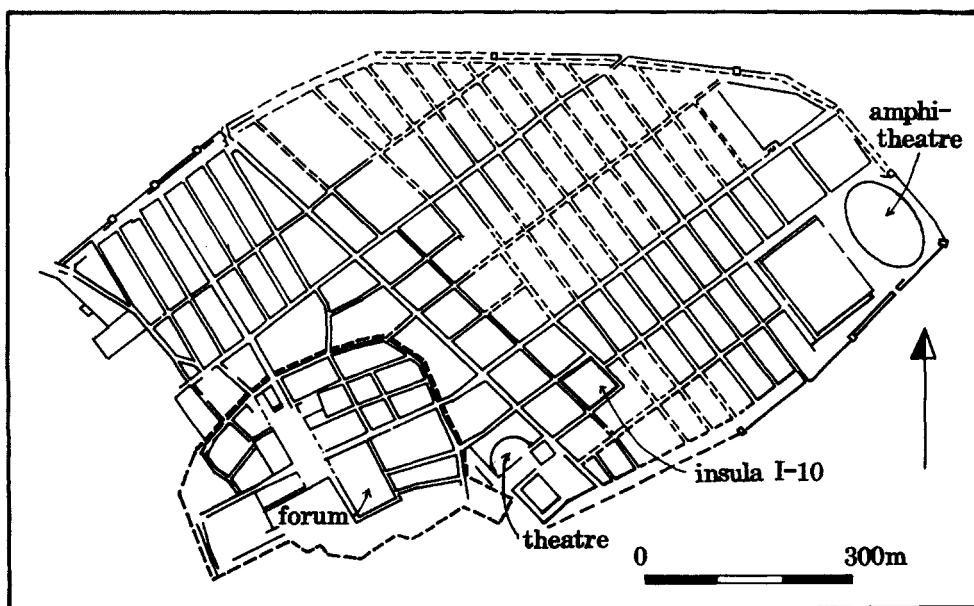 amphi-
theatre
insula I-10
forum
theatre
0 300m